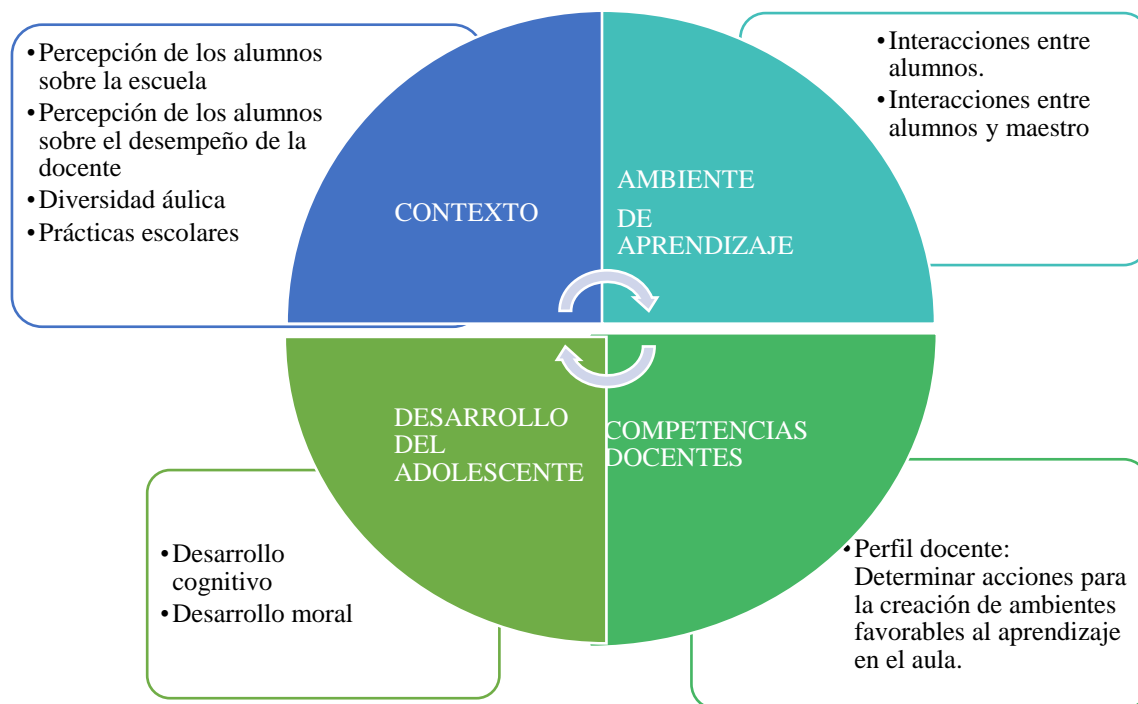 •Percepción de los alumnos
sobre la escuela
•Percepción de los alumnos
sobre el desempeño de la
docente
•Diversidad áulica
•Prácticas escolares
CONTEXTO
AMBIENTE
DE
APRENDIZAJE
•Interacciones entre
alumnos.
•Interacciones entre
alumnos y maestro
DESARROLLO
DEL
ADOLESCENTE
•Desarrollo
cognitivo
•Desarrollo moral
COMPETENCIAS
DOCENTES
•Perfil docente:
Determinar acciones para
la creación de ambientes
favorables al aprendizaje
en el aula.